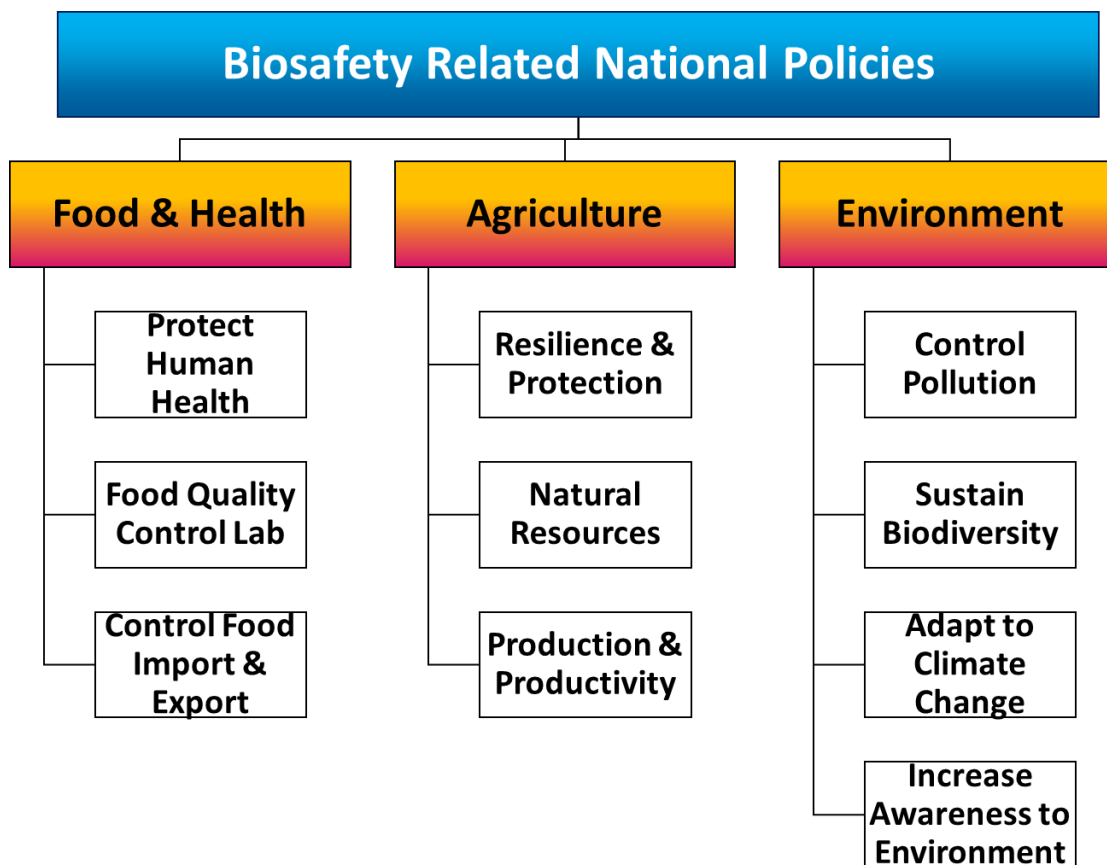 Biosafety Related National Policies
Food & Health
Protect
Human
Health
Food Quality
Control Lab
Control Food
Import &
Export
Agriculture
Resilience &
Protection
Natural
Resources
Production &
Productivity
Environment
Control
Pollution
Sustain
Biodiversity
Adapt to
Climate
Change
Increase
Awareness to
Environment